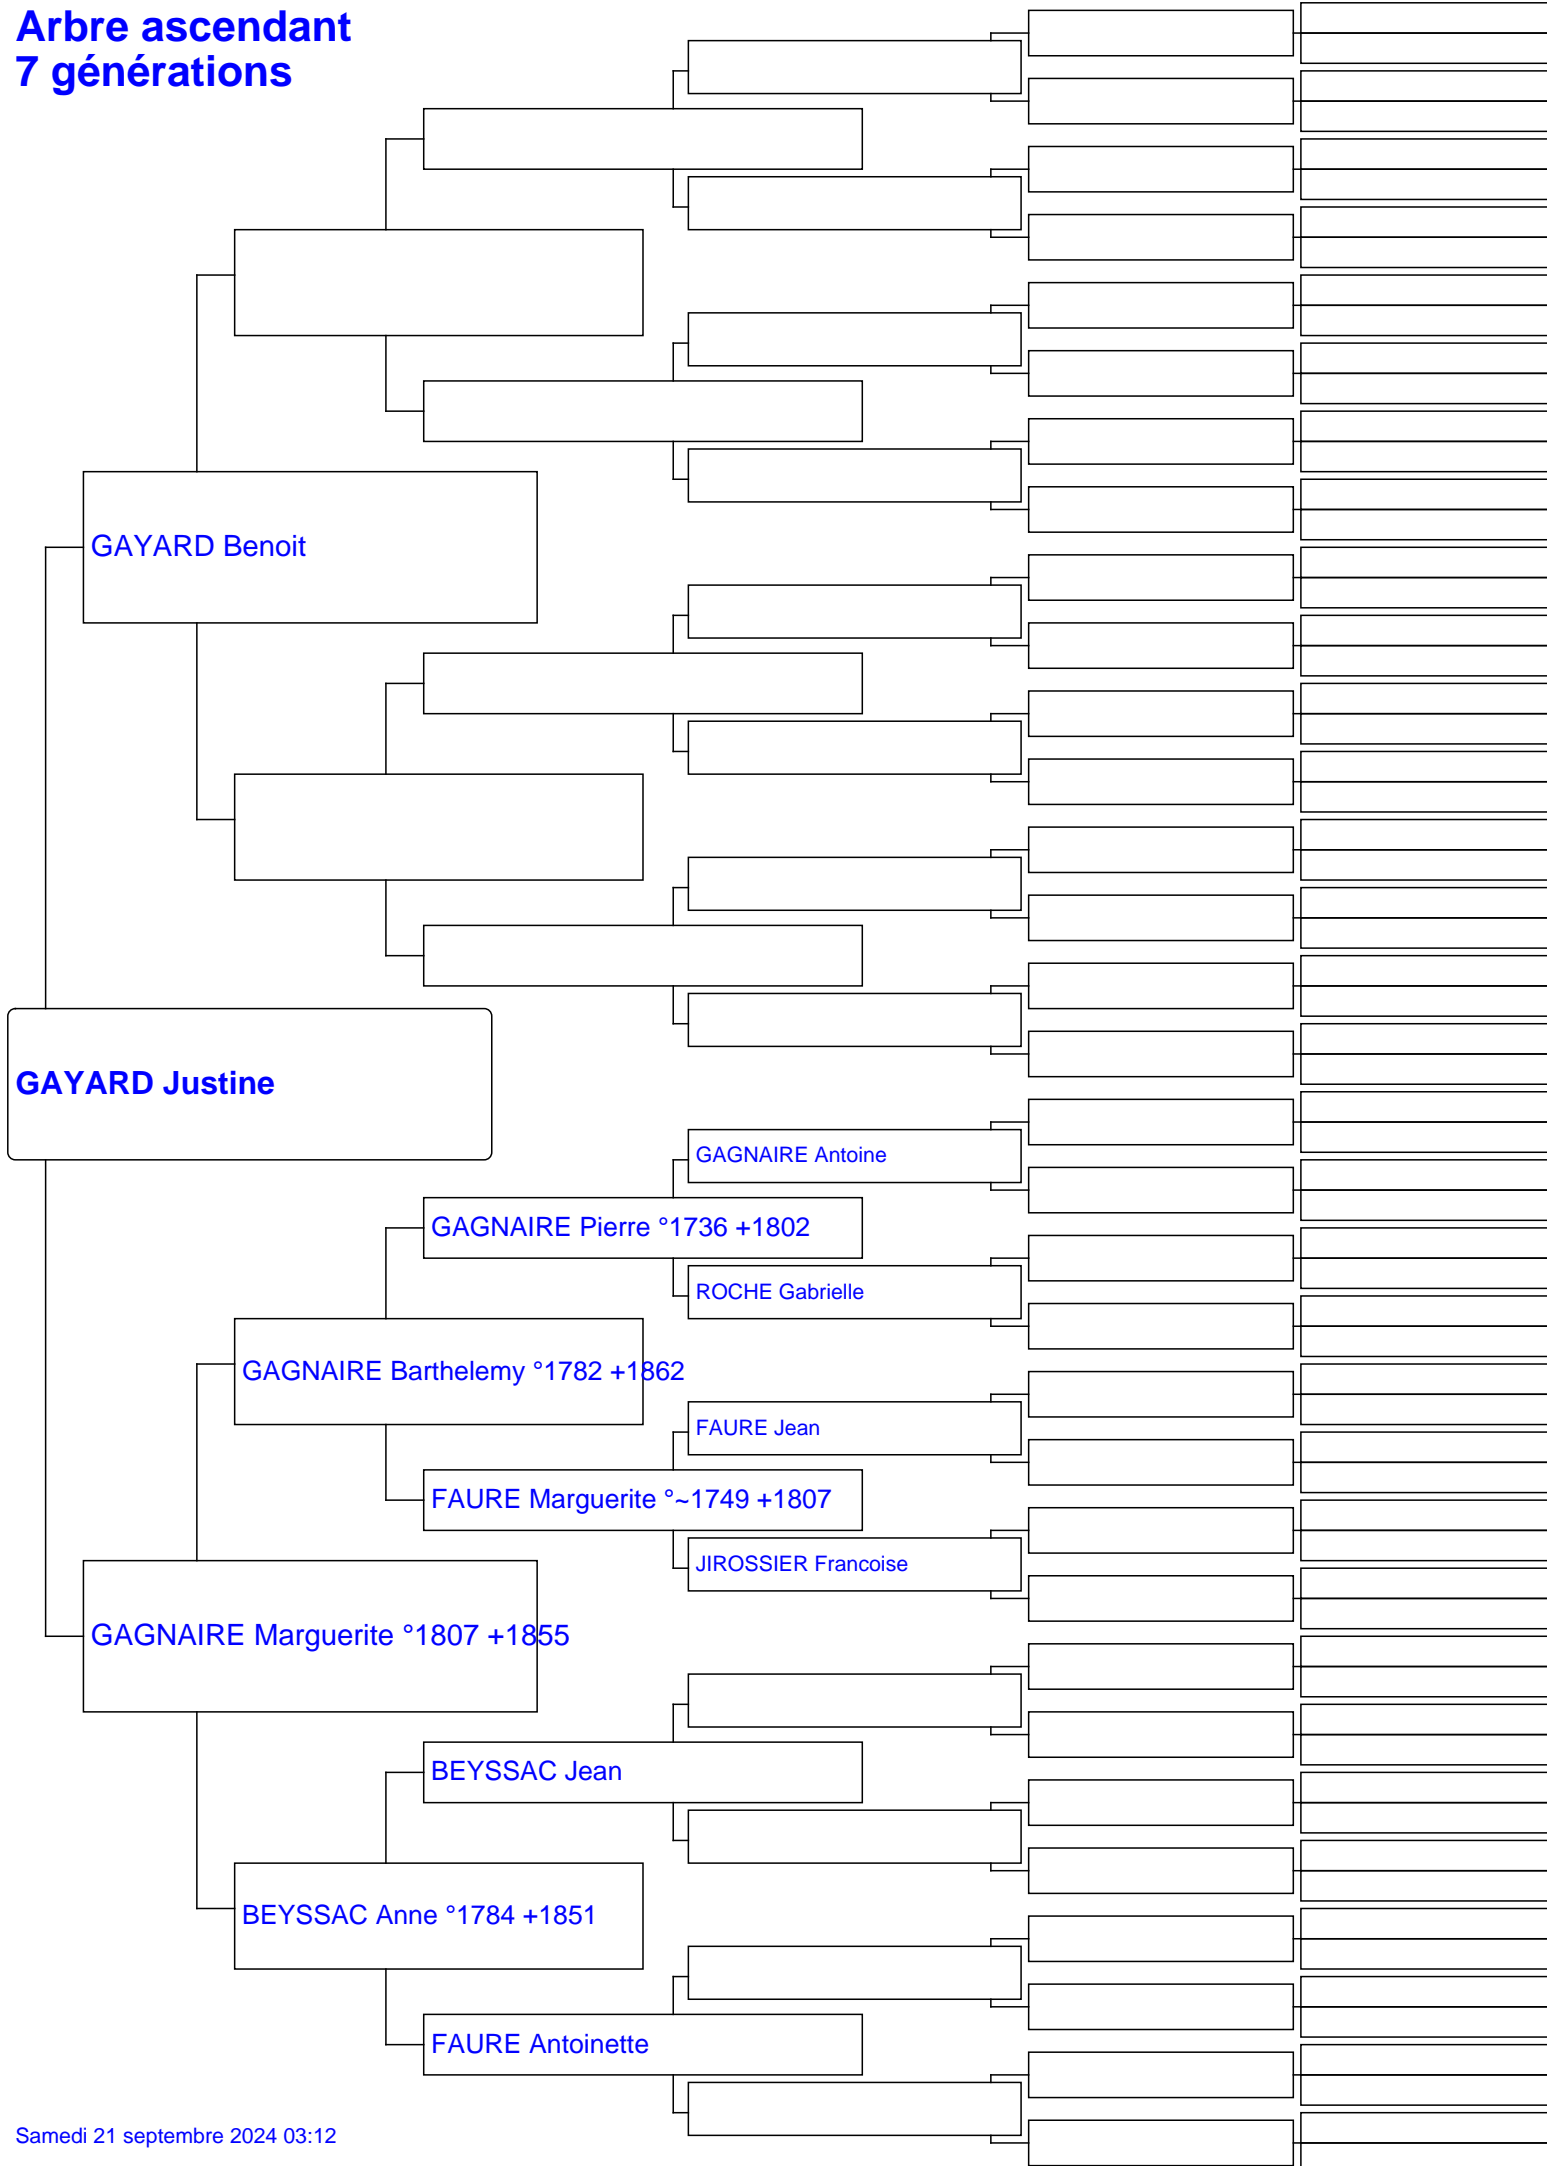 Arbre ascendant
7 générations
GAYARD Benoit
GAYARD Justine
GAGNAIRE Antoine
GAGNAIRE Pierre °1736 +1802
ROCHE Gabrielle
GAGNAIRE Barthelemy °1782 +1862
FAURE Jean
FAURE Marguerite °~1749 +1807
JIROSSIER Francoise
GAGNAIRE Marguerite °1807 +1855
BEYSSAC Jean
BEYSSAC Anne °1784 +1851
FAURE Antoinette
Samedi 21 septembre 2024 03:12